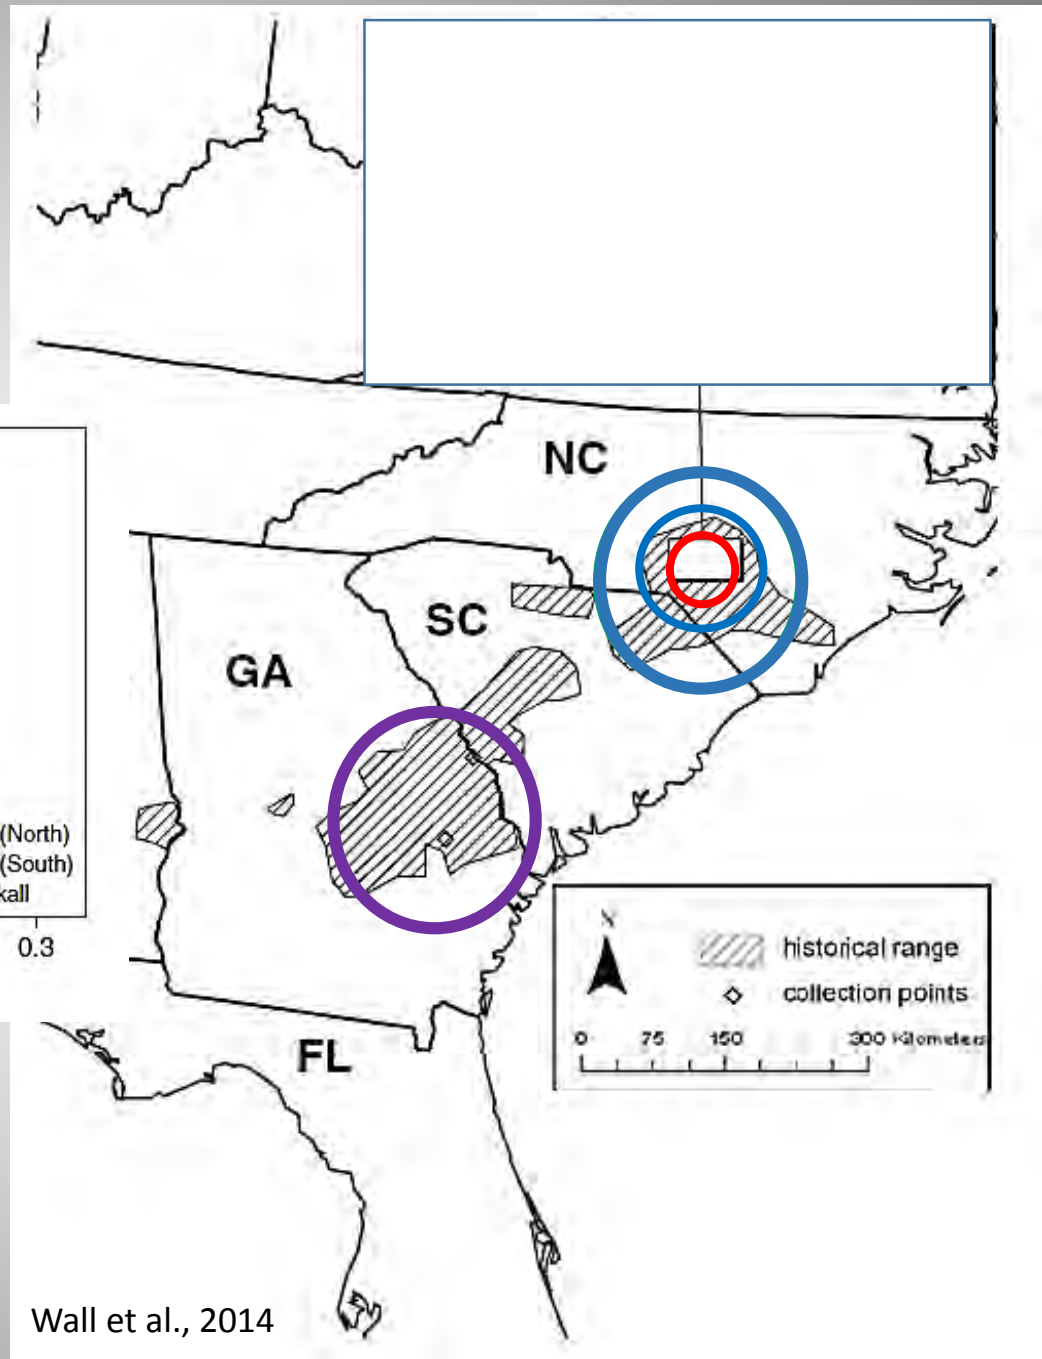 NC
SC
GA
(North)
(South)
kall
0.3
N
historical range
collection points
0 75 150 300 Kilometers
FL
Wall et al., 2014